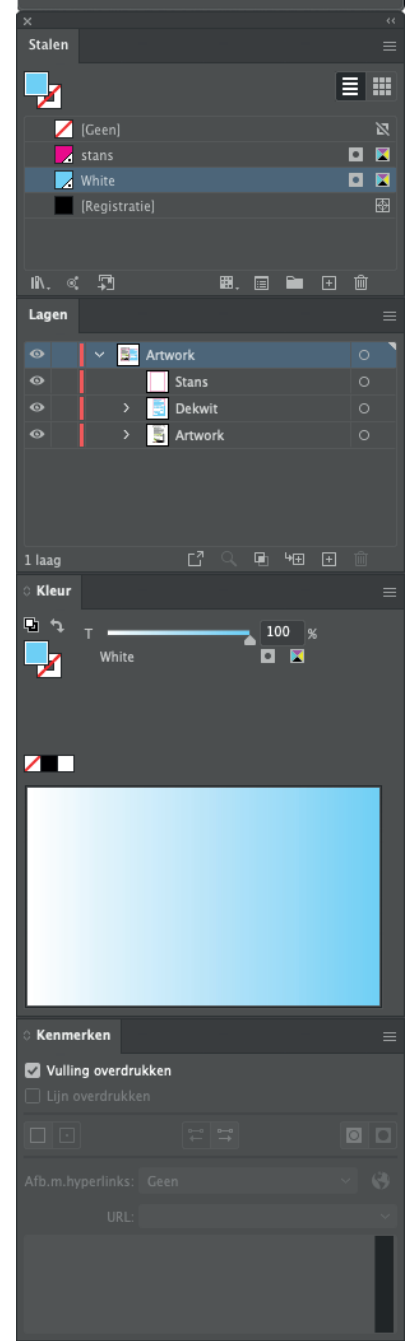 Stalen
[Geen]
stans
White
[Registratie]
Lagen
Artwork
Stans
Dekwit
Artwork
1 laag
Kleur
T 100 %
White
Kenmerken
Vulling overdrukken
Lijn overdrukken
Afb.m.hyperlinks: Geen
URL: